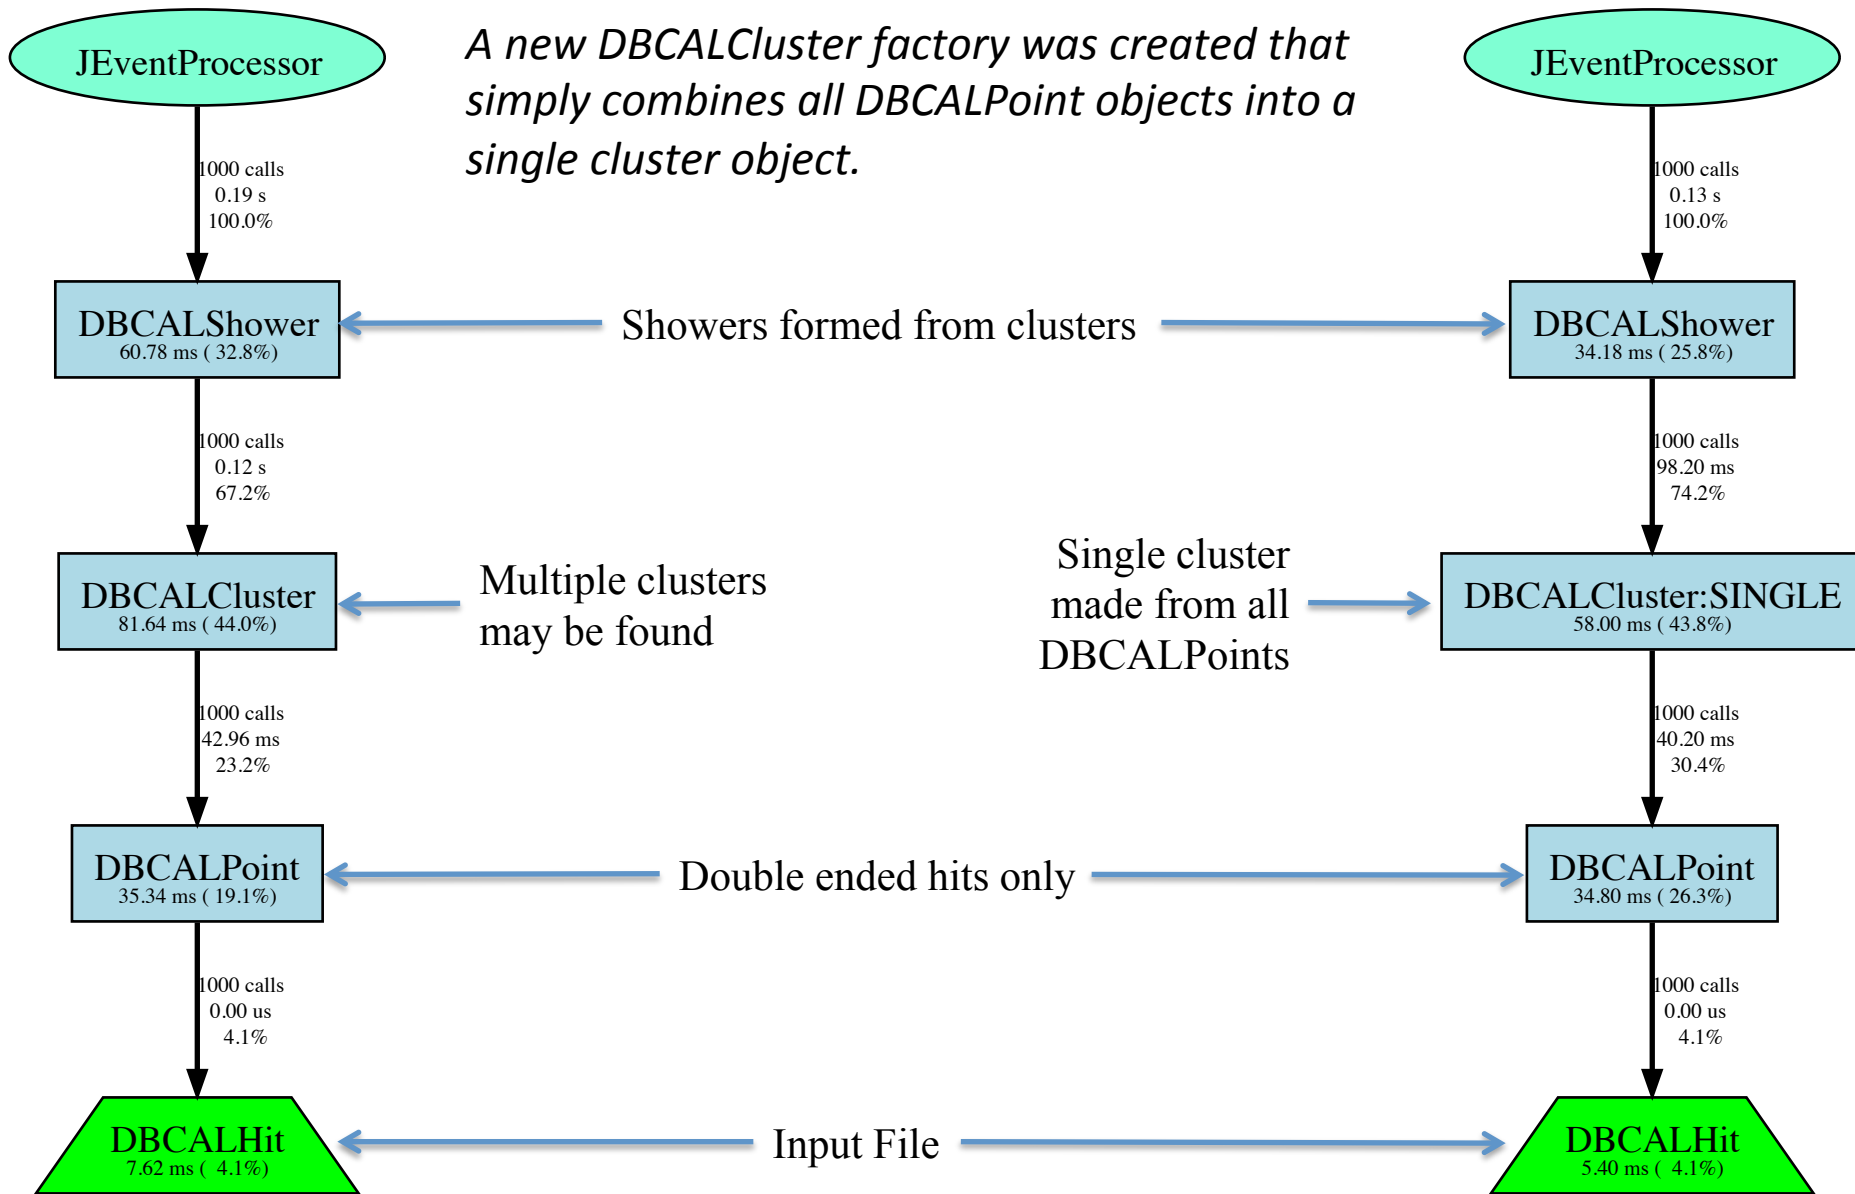 JEventProcessor
A new DBCALCluster factory was created that
simply combines all DBCALPoint objects into a
single cluster object.
JEventProcessor
1000 calls
0.19 s
100.0%
1000 calls
0.13 s
100.0%
DBCALShower
60.78 ms ( 32.8%)
Showers formed from clusters
DBCALShower
34.18 ms ( 25.8%)
1000 calls
0.12 s
67.2%
1000 calls
98.20 ms
74.2%
DBCALCluster
81.64 ms ( 44.0%)
Multiple clusters
may be found
Single cluster
made from all
DBCALPoints
DBCALCluster:SINGLE
58.00 ms ( 43.8%)
1000 calls
42.96 ms
23.2%
1000 calls
40.20 ms
30.4%
DBCALPoint
35.34 ms ( 19.1%)
Double ended hits only
DBCALPoint
34.80 ms ( 26.3%)
1000 calls
0.00 us
4.1%
1000 calls
0.00 us
4.1%
DBCALHit
7.62 ms (  4.1%)
Input File
DBCALHit
5.40 ms (  4.1%)